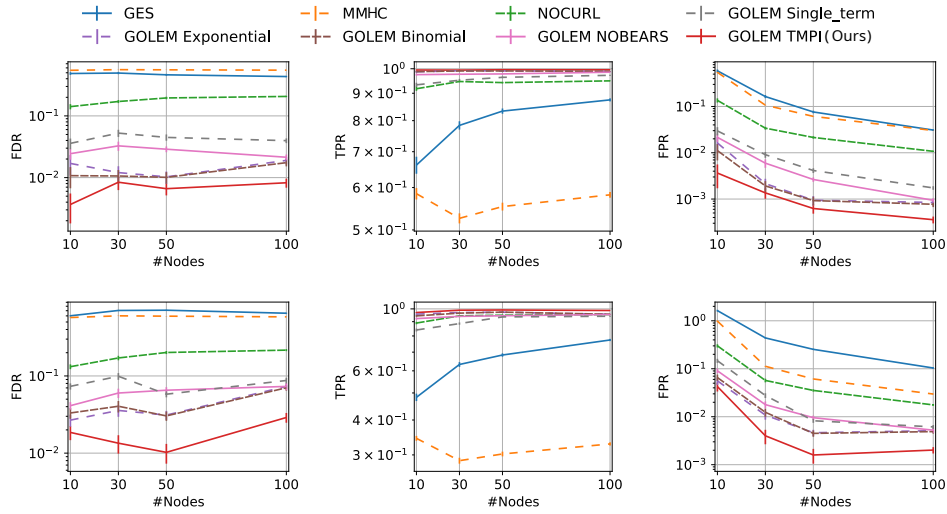 GES MMHC NOCURL GOLEM Single_term
GOLEM Exponential GOLEM Binomial GOLEM NOBEARS GOLEM TMPI(Ours)
FDR
10⁻¹
10⁻²
10 30 50 100
#Nodes
TPR
10⁰
9 × 10⁻¹
8 × 10⁻¹
7 × 10⁻¹
6 × 10⁻¹
5 × 10⁻¹
10 30 50 100
#Nodes
FPR
10⁻¹
10⁻²
10⁻³
10 30 50 100
#Nodes
FDR
10⁻¹
10⁻²
10 30 50 100
#Nodes
TPR
10⁰
6 × 10⁻¹
4 × 10⁻¹
3 × 10⁻¹
10 30 50 100
#Nodes
FPR
10⁰
10⁻¹
10⁻²
10⁻³
10 30 50 100
#Nodes